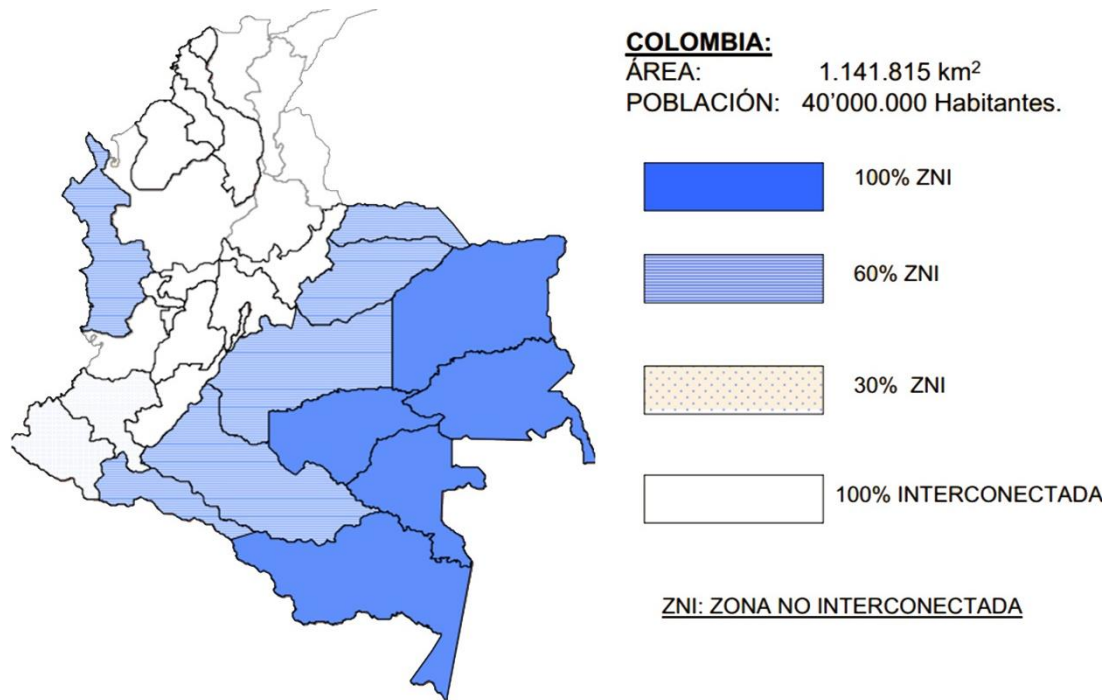 COLOMBIA:
ÁREA: 1.141.815 km²
POBLACIÓN: 40'000.000 Habitantes.
100% ZNI
60% ZNI
30% ZNI
100% INTERCONECTADA
ZNI: ZONA NO INTERCONECTADA